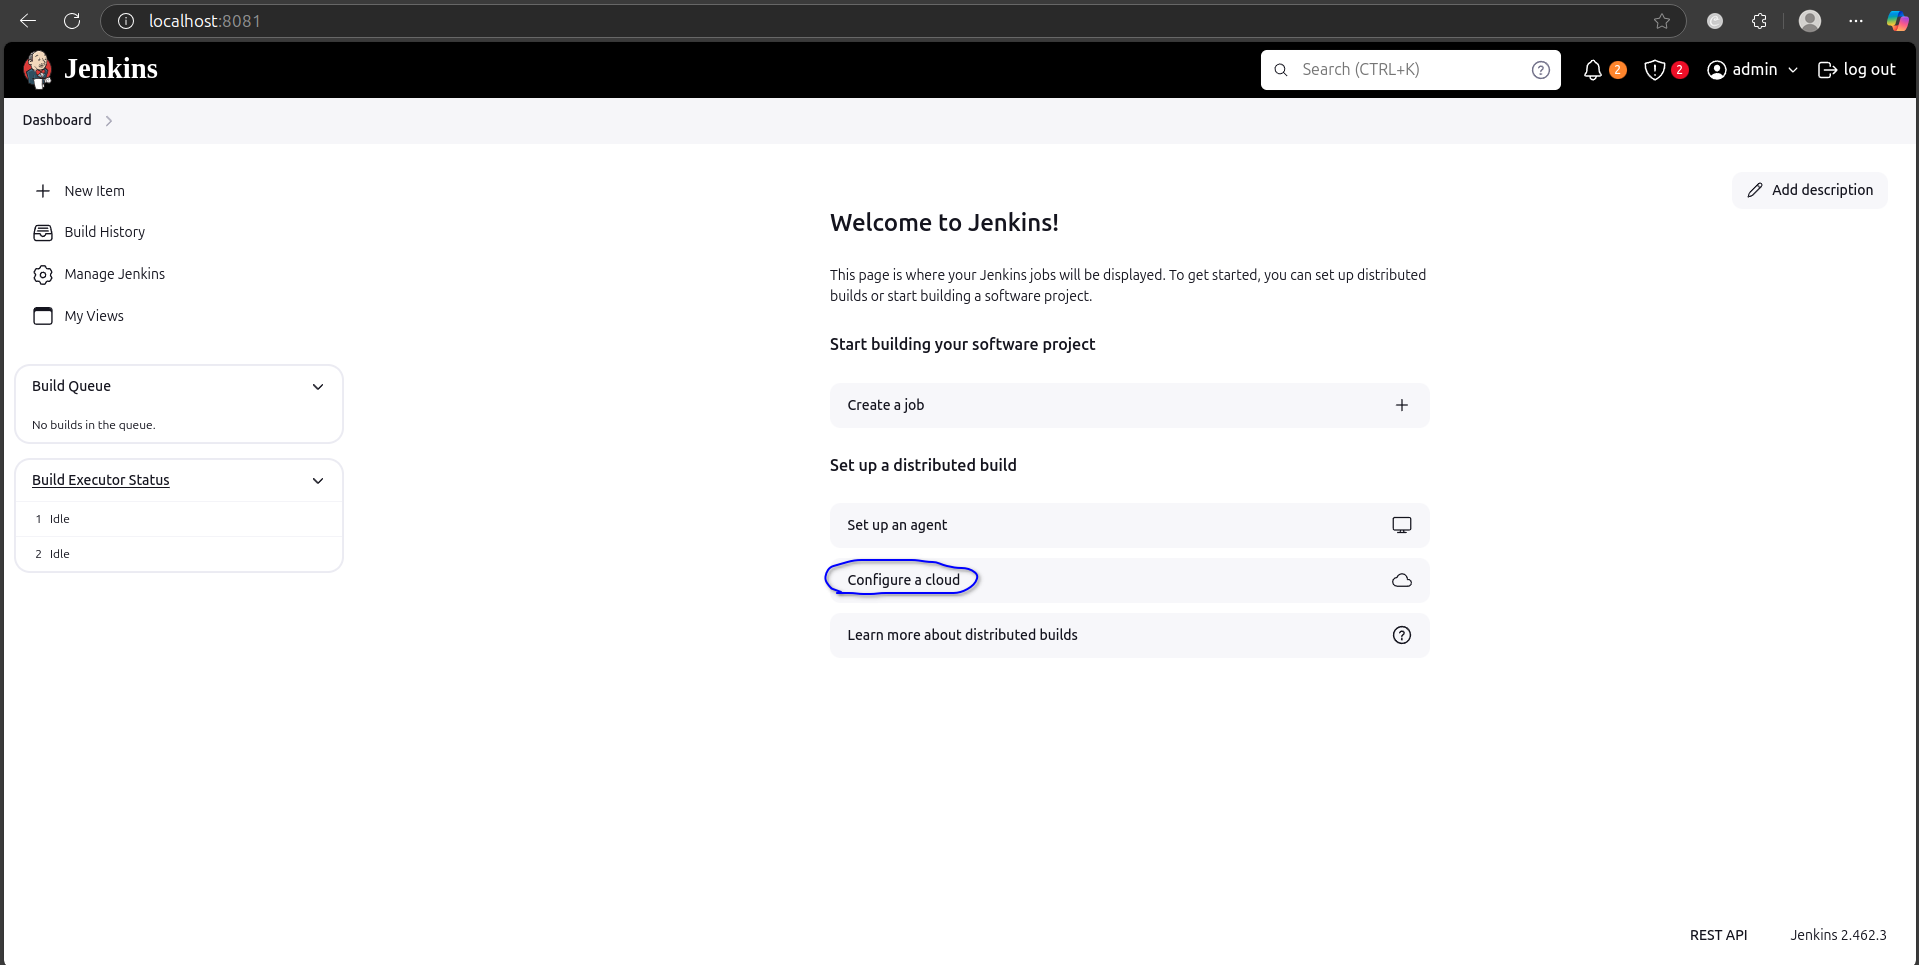 localhost:8081
Jenkins
Search (CTRL+K)
2
2
admin
log out
Dashboard
New Item
Build History
Manage Jenkins
My Views
Build Queue
No builds in the queue.
Build Executor Status
1 Idle
2 Idle
Add description
Welcome to Jenkins!
This page is where your Jenkins jobs will be displayed. To get started, you can set up distributed
builds or start building a software project.
Start building your software project
Create a job
Set up a distributed build
Set up an agent
Configure a cloud
Learn more about distributed builds
REST API
Jenkins 2.462.3